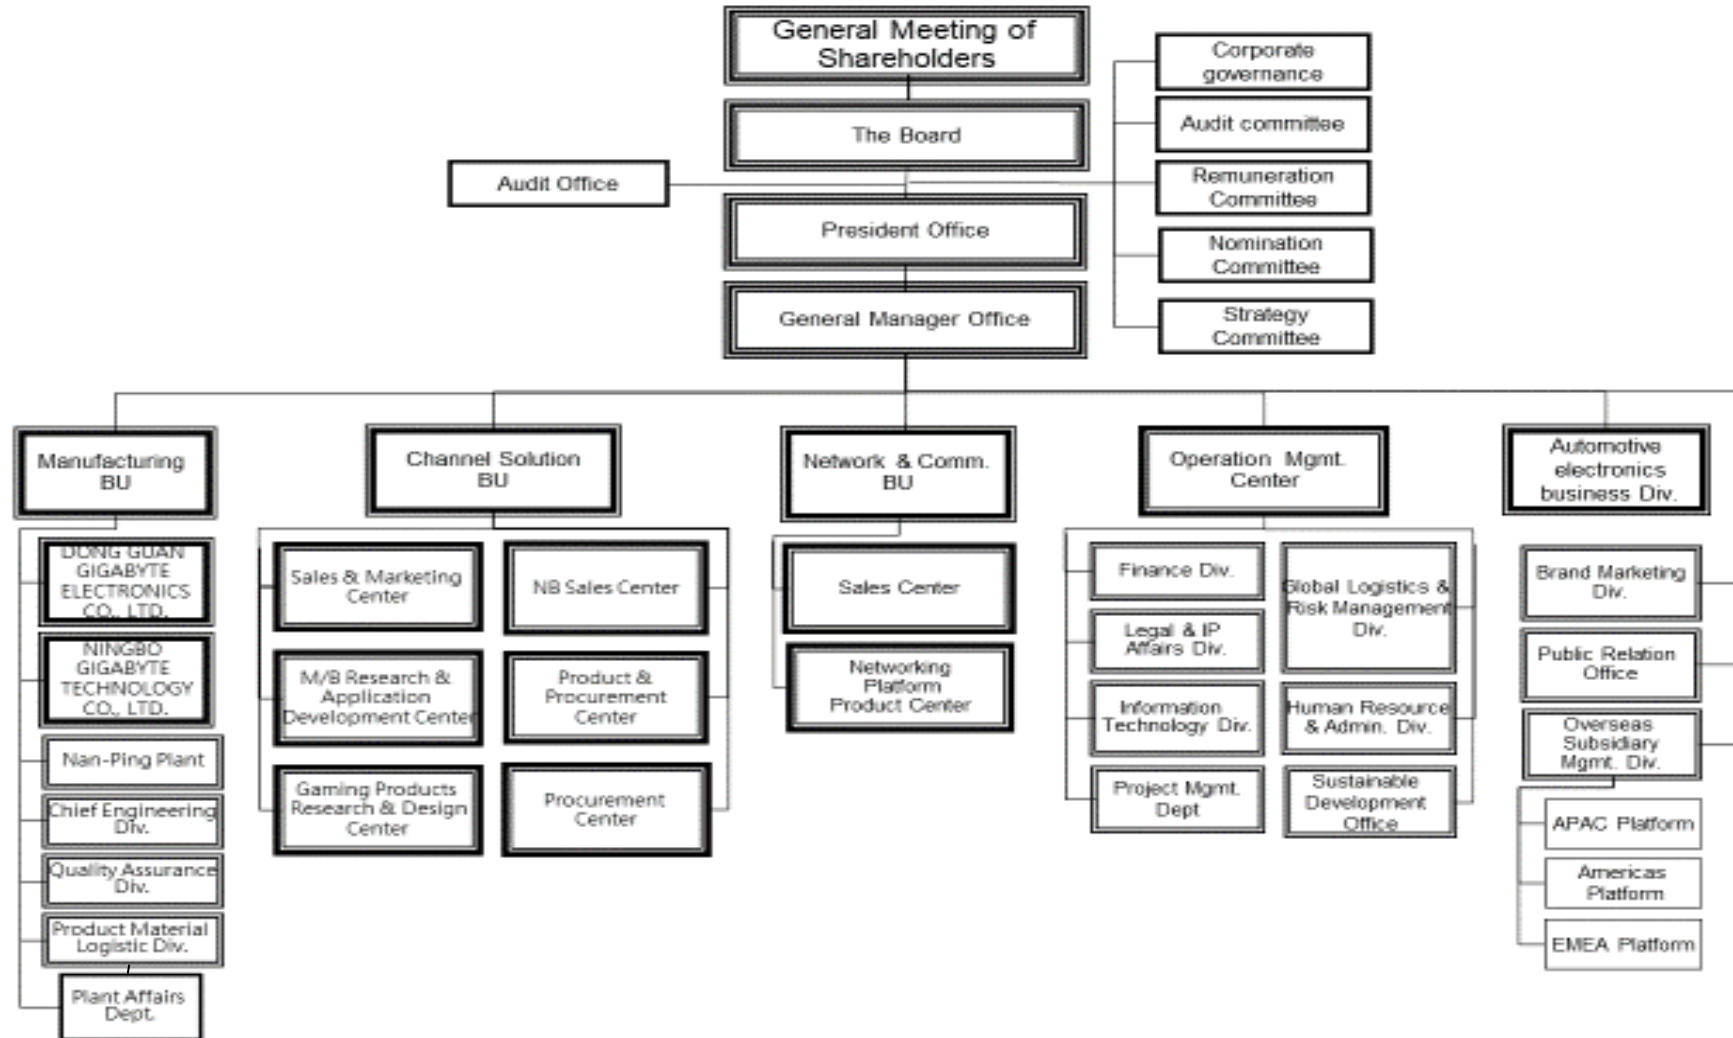 General Meeting of
Shareholders
The Board
Audit Office
President Office
General Manager Office
Corporate
governance
Audit committee
Remuneration
Committee
Nomination
Committee
Strategy
Committee
Manufacturing
BU
DONG GUAN
GIGABYTE
ELECTRONICS
CO., LTD.
NINGBO
GIGABYTE
TECHNOLOGY
CO., LTD.
Nan-Ping Plant
Chief Engineering
Div.
Quality Assurance
Div.
Product Material
Logistic Div.
Plant Affairs
Dept.
Channel Solution
BU
Sales & Marketing
Center
M/B Research &
Application
Development Center
Gaming Products
Research & Design
Center
NB Sales Center
Product &
Procurement
Center
Procurement
Center
Network & Comm.
BU
Sales Center
Networking
Platform
Product Center
Operation Mgmt.
Center
Finance Div.
Legal & IP
Affairs Div.
Information
Technology Div.
Project Mgmt.
Dept
Global Logistics &
Risk Management
Div.
Human Resource
& Admin. Div.
Sustainable
Development
Office
Automotive
electronics
business Div.
Brand Marketing
Div.
Public Relation
Office
Overseas
Subsidiary
Mgmt. Div.
APAC Platform
Americas
Platform
EMEA Platform